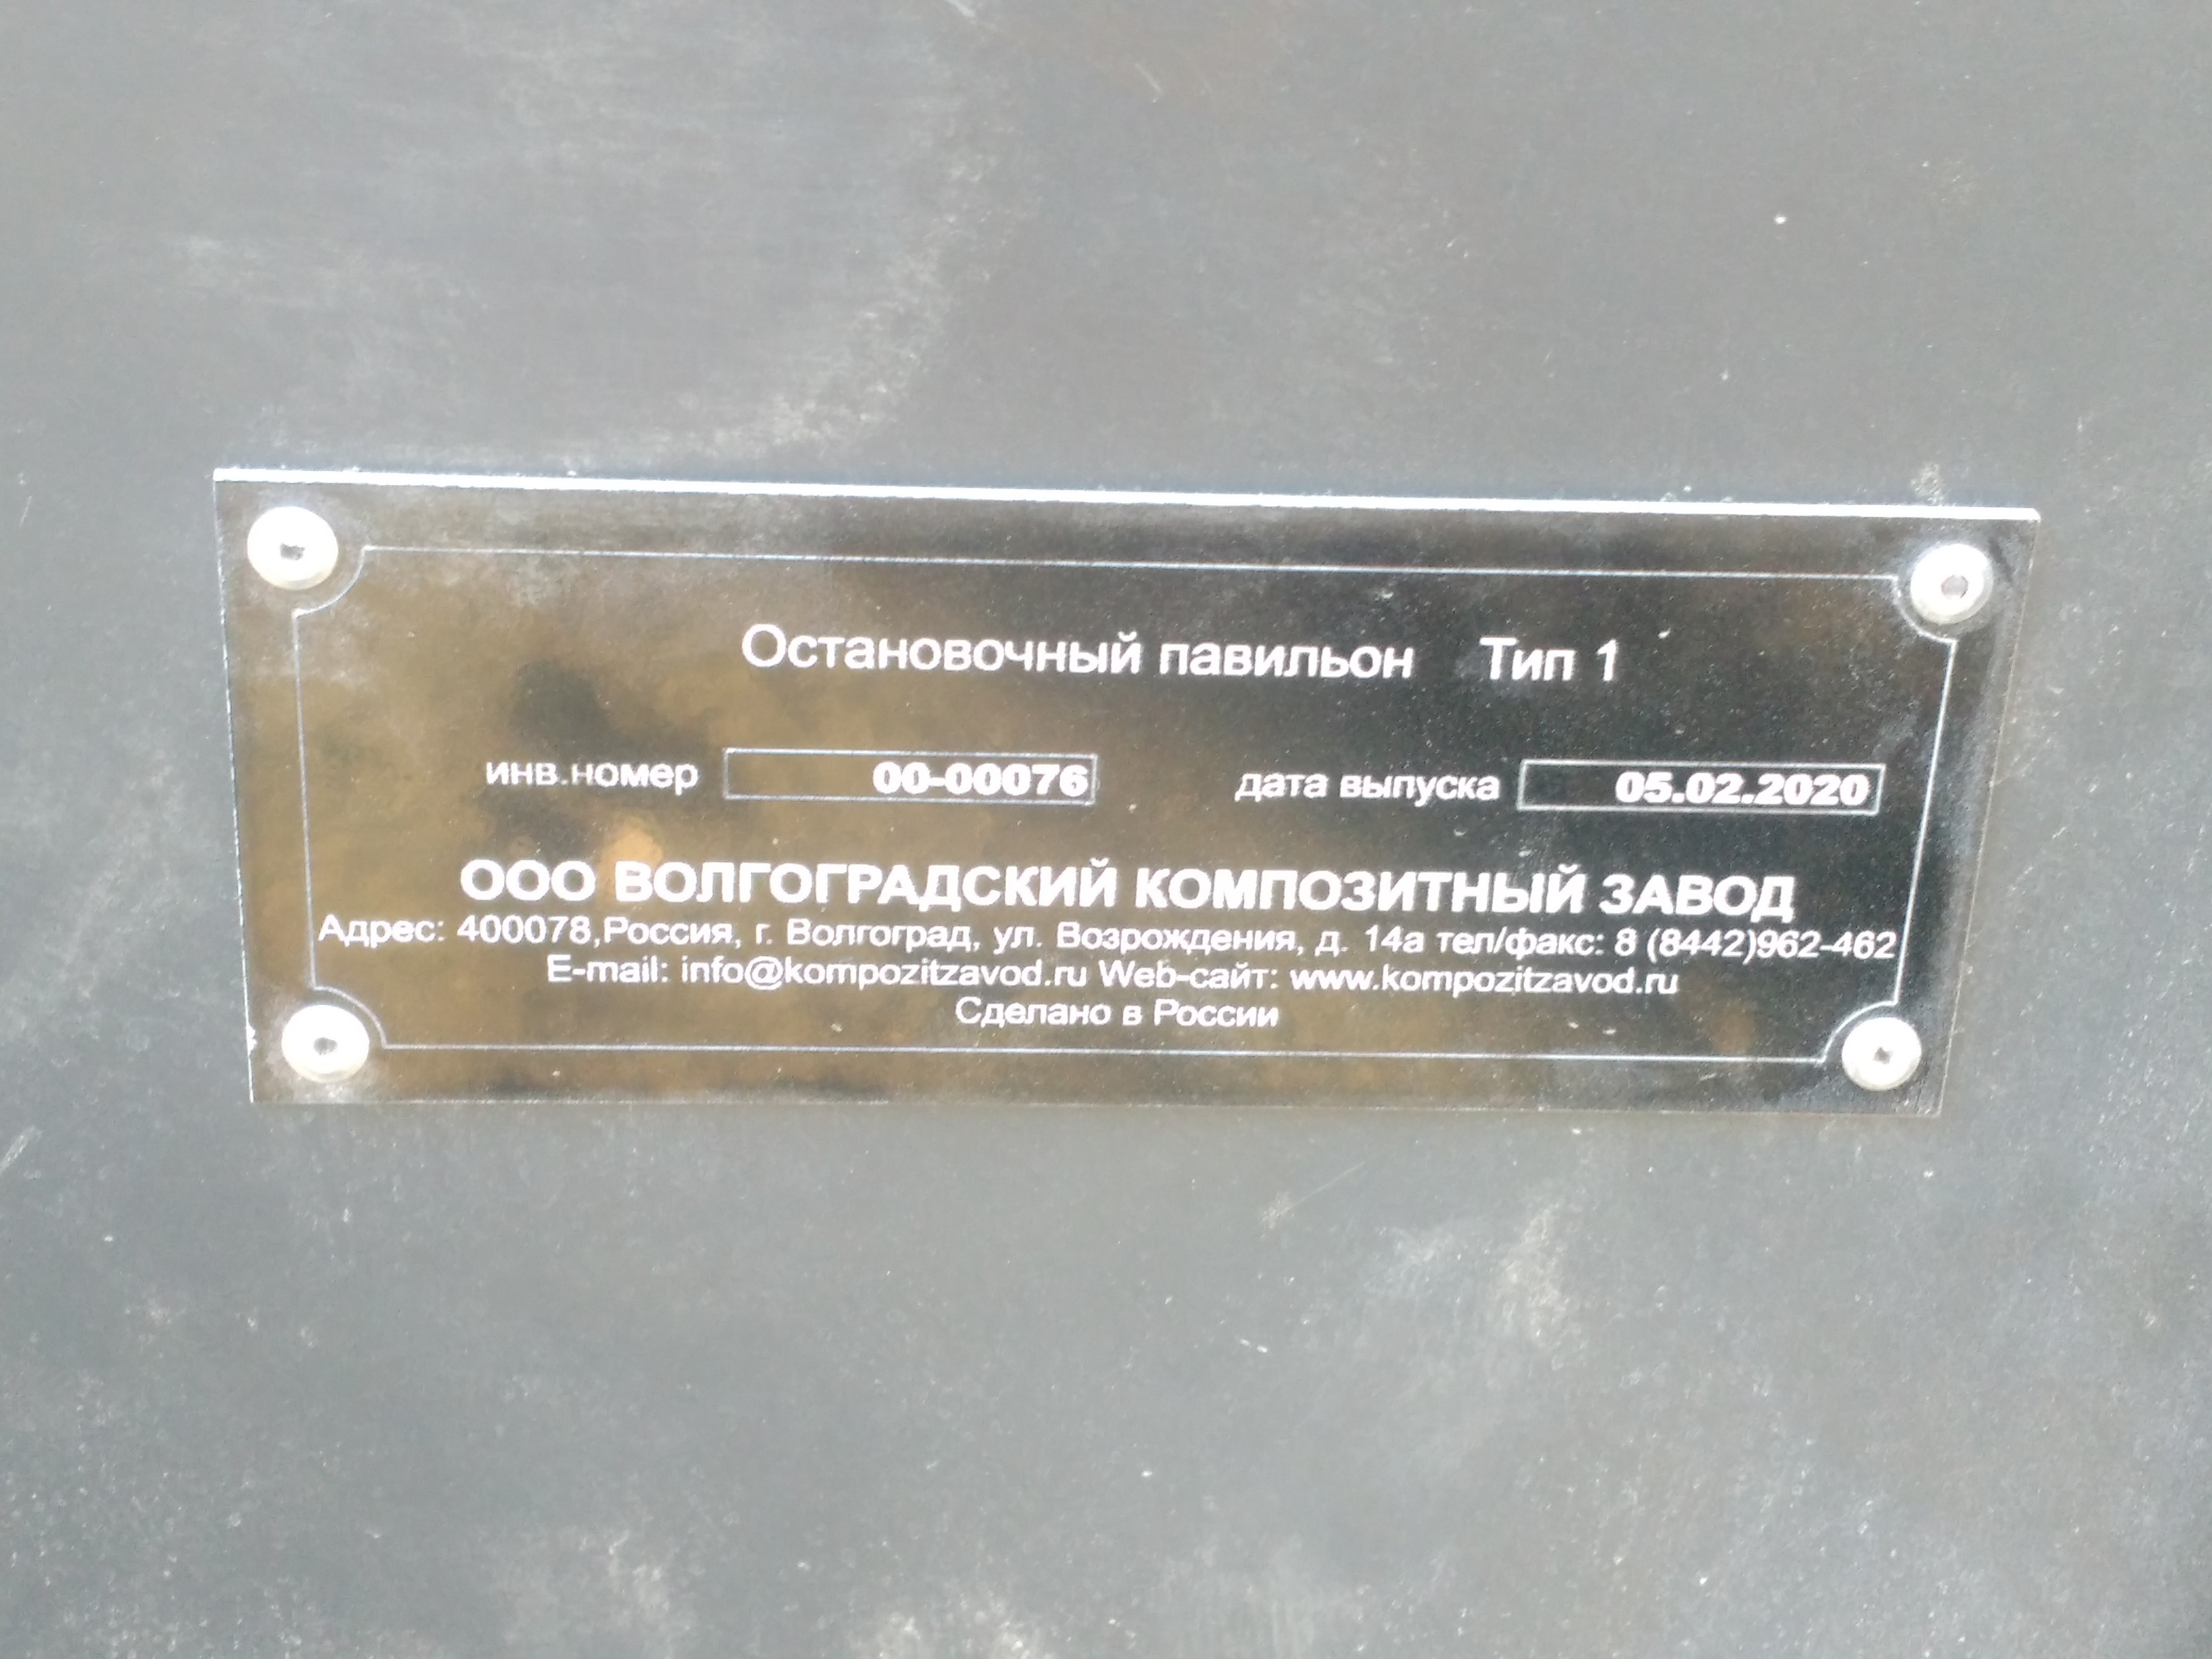 Остановочный павильон Тип 1
инв.номер 00-00076 дата выпуска 05.02.2020
ООО ВОЛГОГРАДСКИЙ КОМПОЗИТНЫЙ ЗАВОД
Адрес: 400078,Россия, г. Волгоград, ул. Возрождения, д. 14а тел/факс: 8 (8442)962-462
E-mail: info@kompozitzavod.ru Web-сайт: www.kompozitzavod.ru
Сделано в России